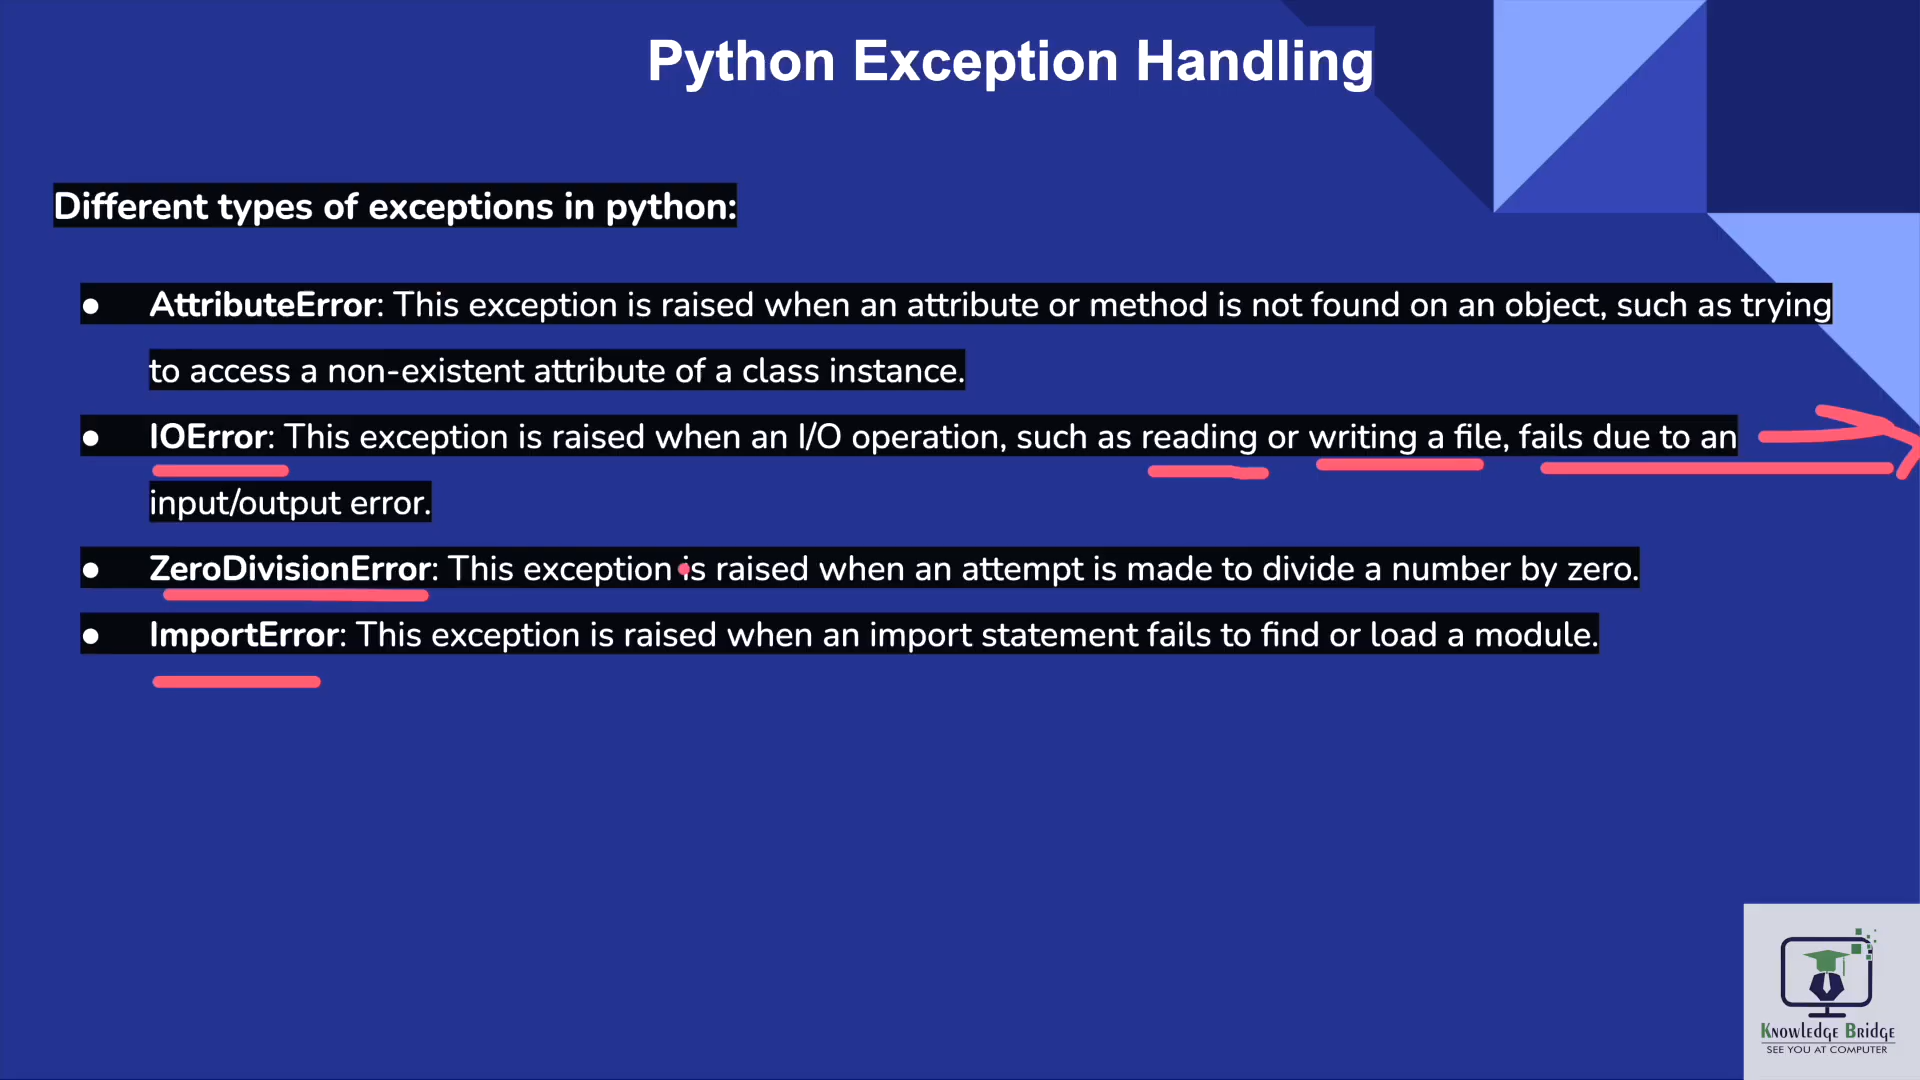 Python Exception Handling
Different types of exceptions in python:
● AttributeError: This exception is raised when an attribute or method is not found on an object, such as trying
to access a non-existent attribute of a class instance.
● IOError: This exception is raised when an I/O operation, such as reading or writing a file, fails due to an
input/output error.
● ZeroDivisionError: This exception is raised when an attempt is made to divide a number by zero.
● ImportError: This exception is raised when an import statement fails to find or load a module.
Knowledge Bridge
SEE YOU AT COMPUTER